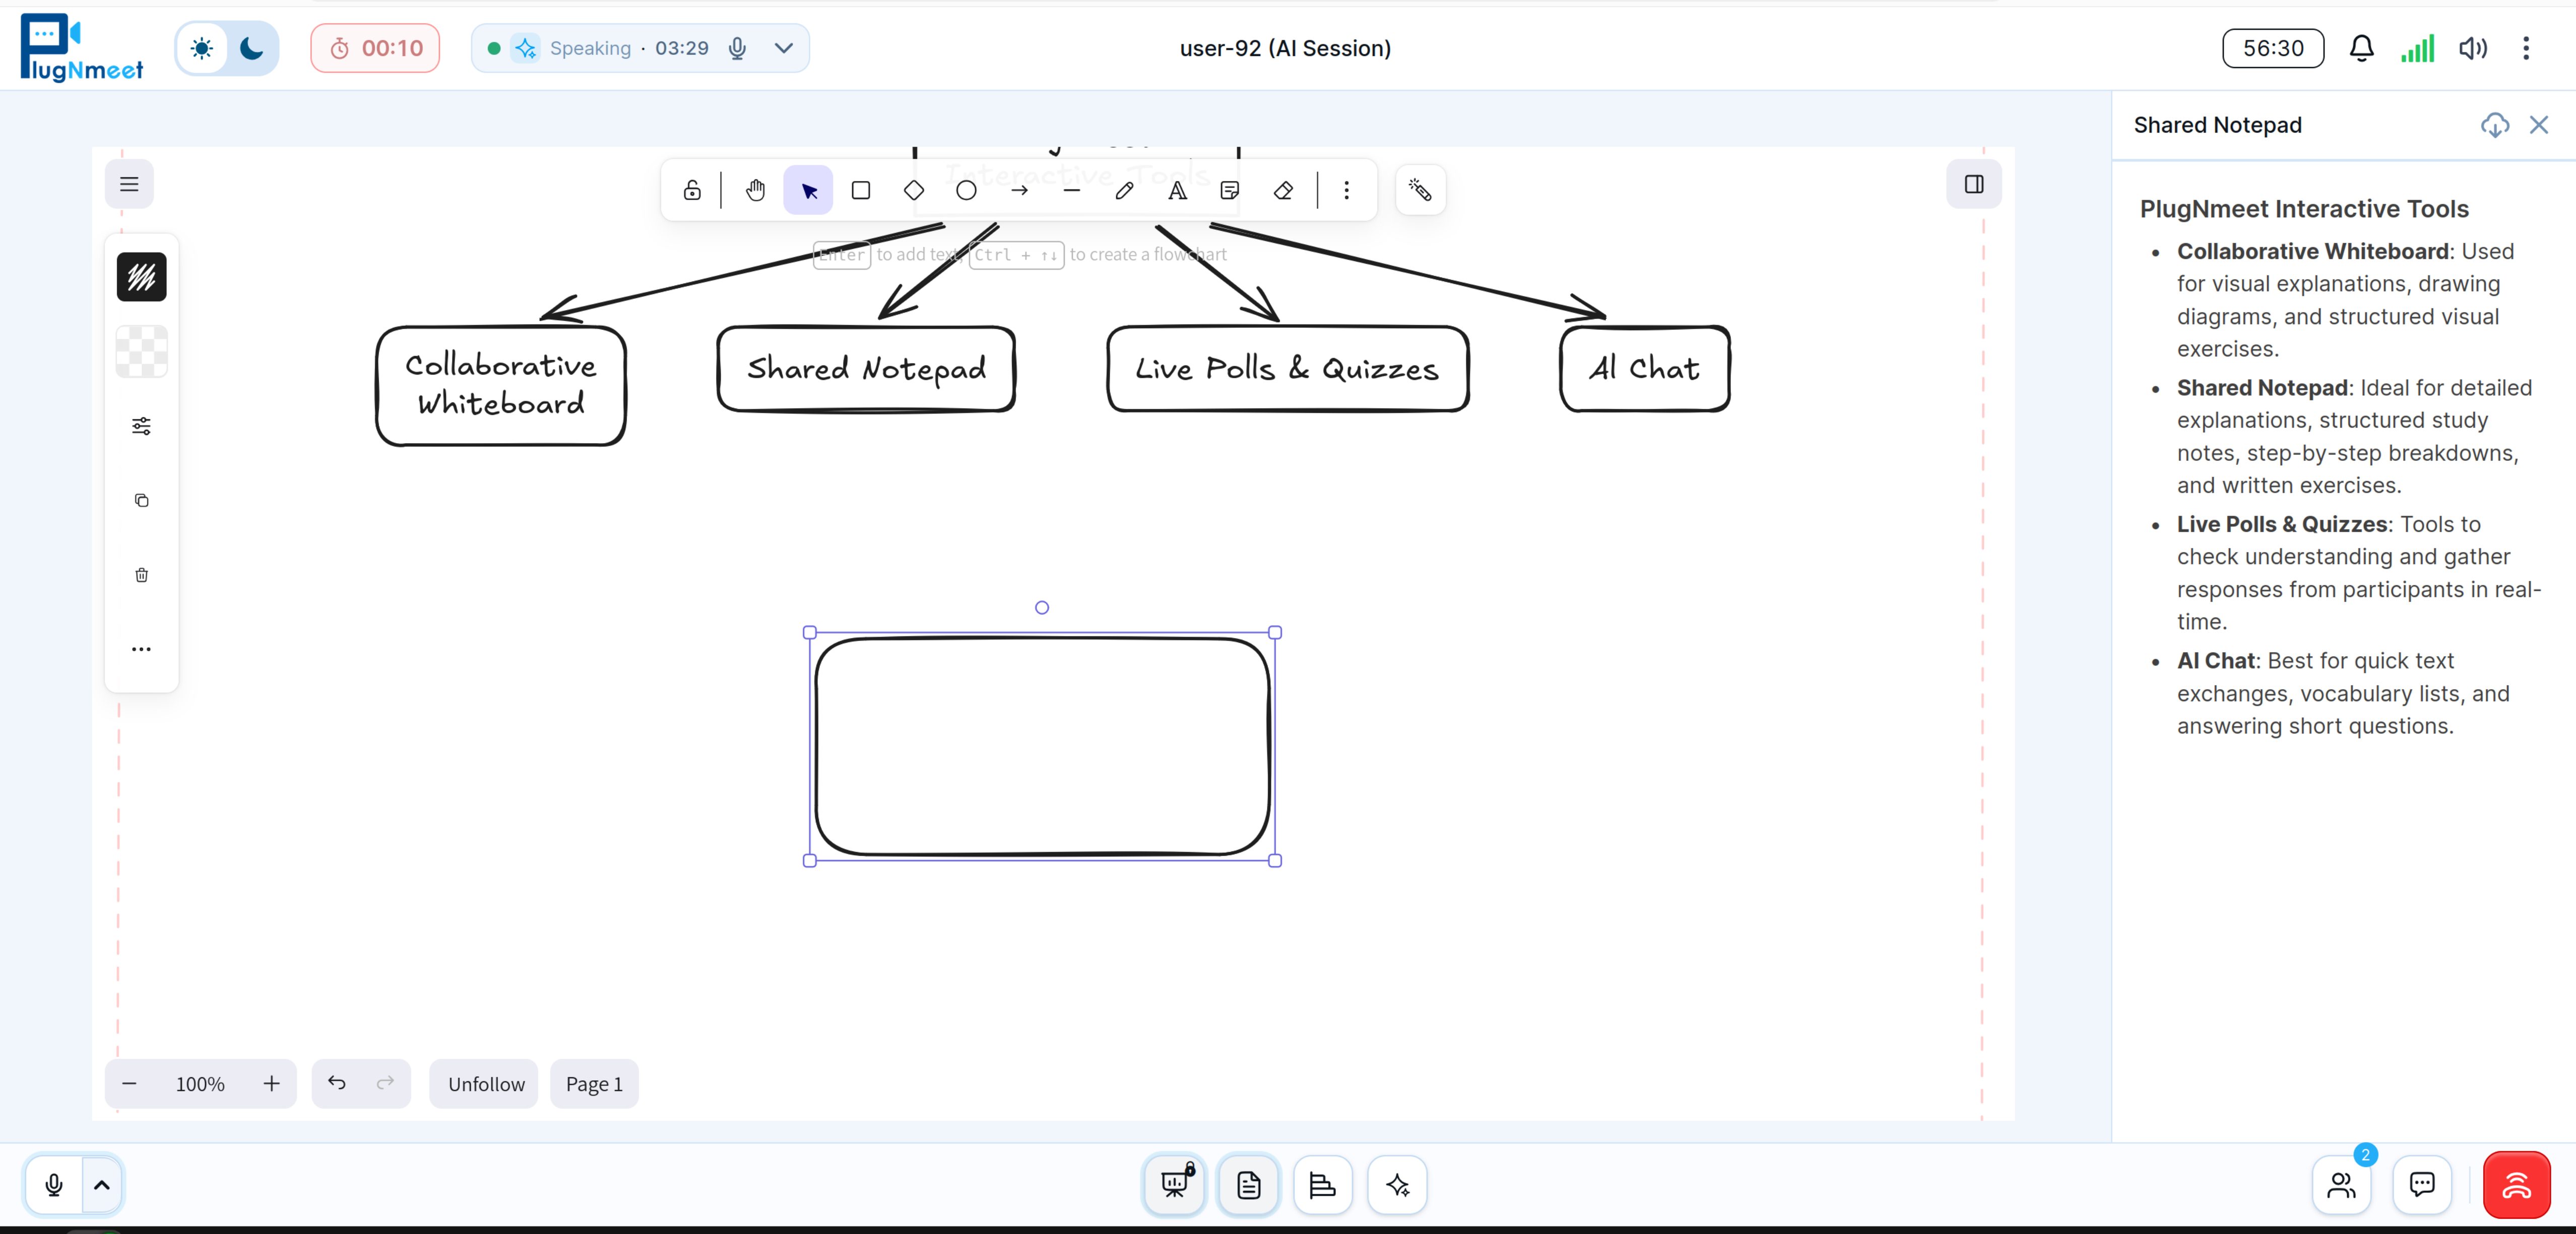 PlugNmeet
00:10
Speaking · 03:29
user-92 (AI Session)
56:30
Shared Notepad
Interactive Tools
Enter to add text, Ctrl + ↑↓ to create a flowchart
Collaborative
Whiteboard
Shared Notepad
Live Polls & Quizzes
AI Chat
100%
Unfollow
Page 1
PlugNmeet Interactive Tools
• Collaborative Whiteboard: Used
for visual explanations, drawing
diagrams, and structured visual
exercises.
• Shared Notepad: Ideal for detailed
explanations, structured study
notes, step-by-step breakdowns,
and written exercises.
• Live Polls & Quizzes: Tools to
check understanding and gather
responses from participants in real-
time.
• AI Chat: Best for quick text
exchanges, vocabulary lists, and
answering short questions.
2